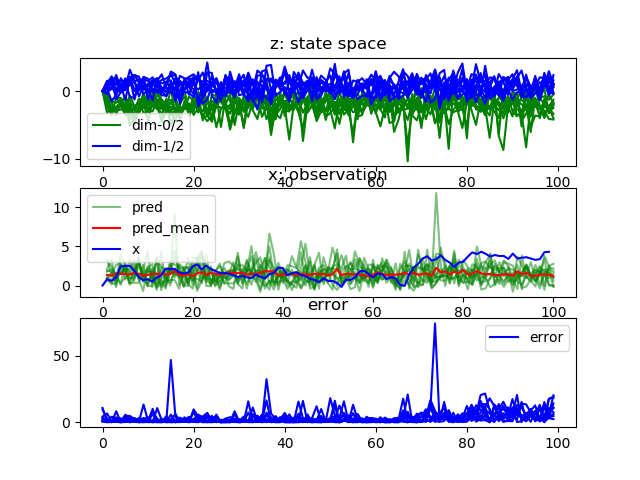 z: state space
0
−10
dim-0/2
dim-1/2
0 20 40 60 80 100
x: observation
10
5
0
pred
pred_mean
x
0 20 40 60 80 100
error
50
0
error
0 20 40 60 80 100